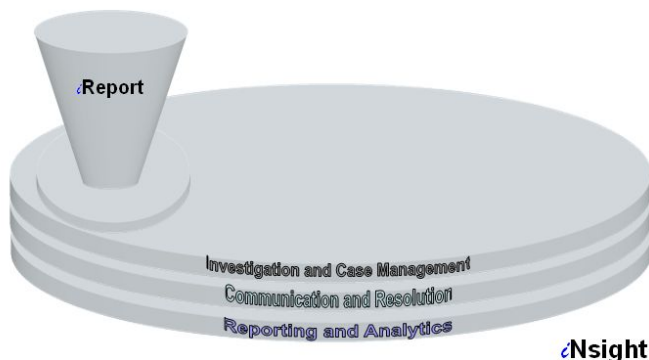 iReport
Investigation and Case Management
Communication and Resolution
Reporting and Analytics
iNsight